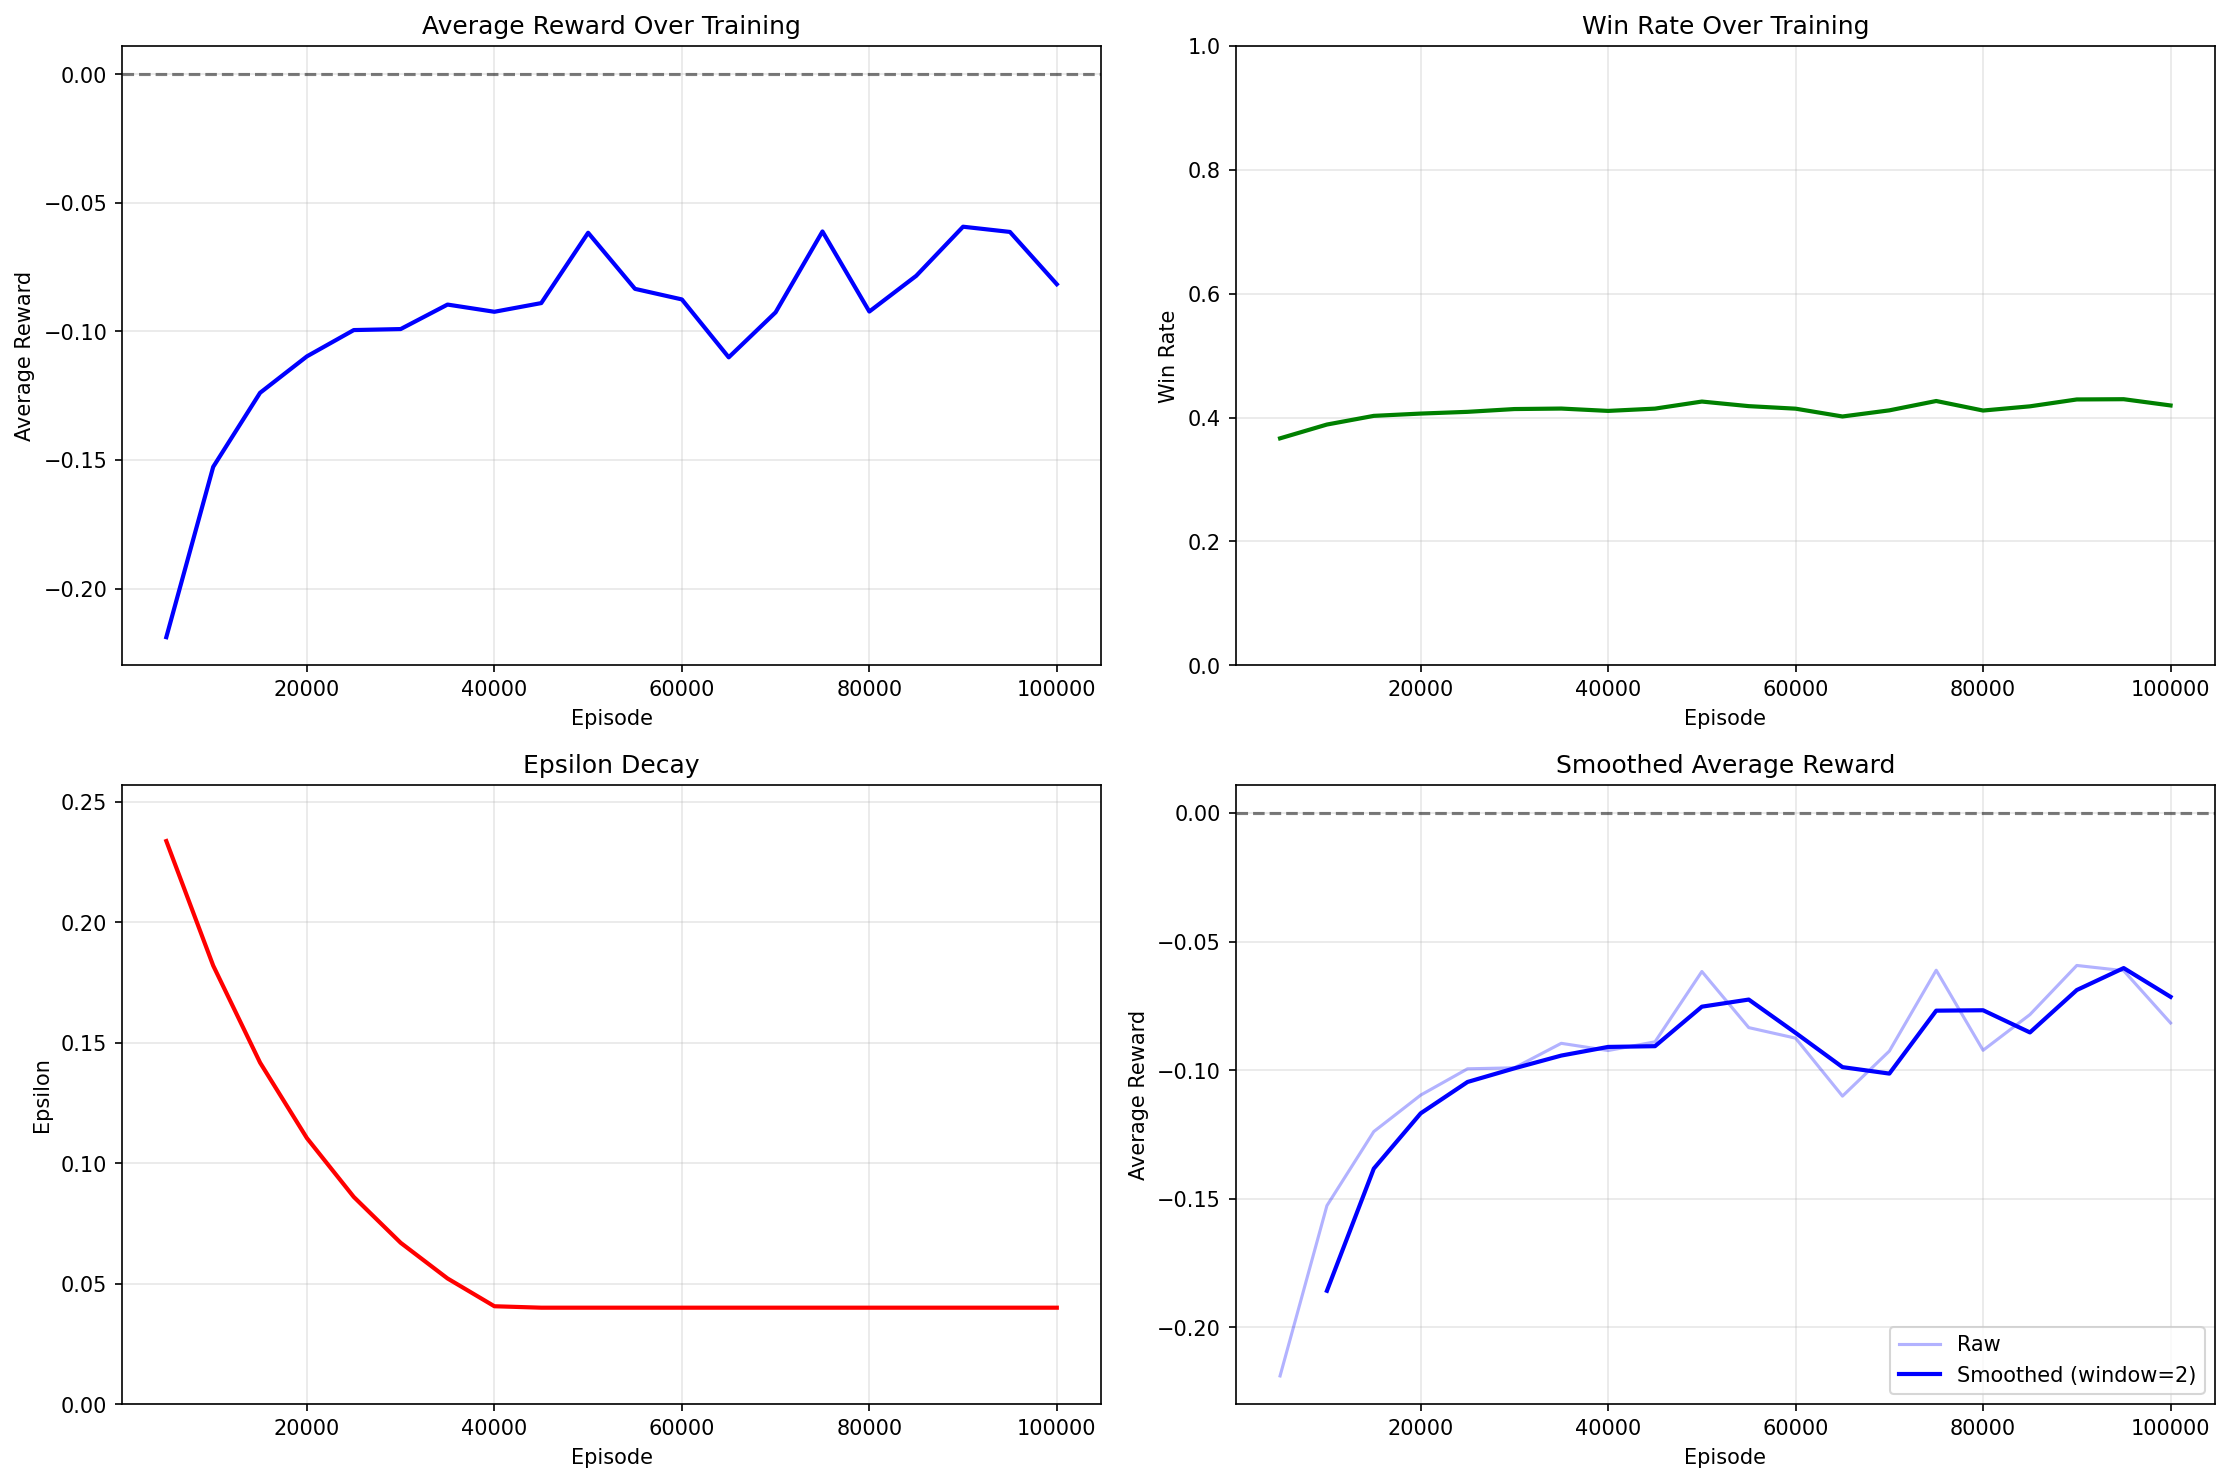 Average Reward Over Training
0.00
−0.05
−0.10
−0.15
−0.20
Average Reward
20000 40000 60000 80000 100000
Episode
Win Rate Over Training
1.0
0.8
0.6
0.4
0.2
0.0
Win Rate
20000 40000 60000 80000 100000
Episode
Epsilon Decay
0.25
0.20
0.15
0.10
0.05
0.00
Epsilon
20000 40000 60000 80000 100000
Episode
Smoothed Average Reward
0.00
−0.05
−0.10
−0.15
−0.20
Average Reward
Raw
Smoothed (window=2)
20000 40000 60000 80000 100000
Episode